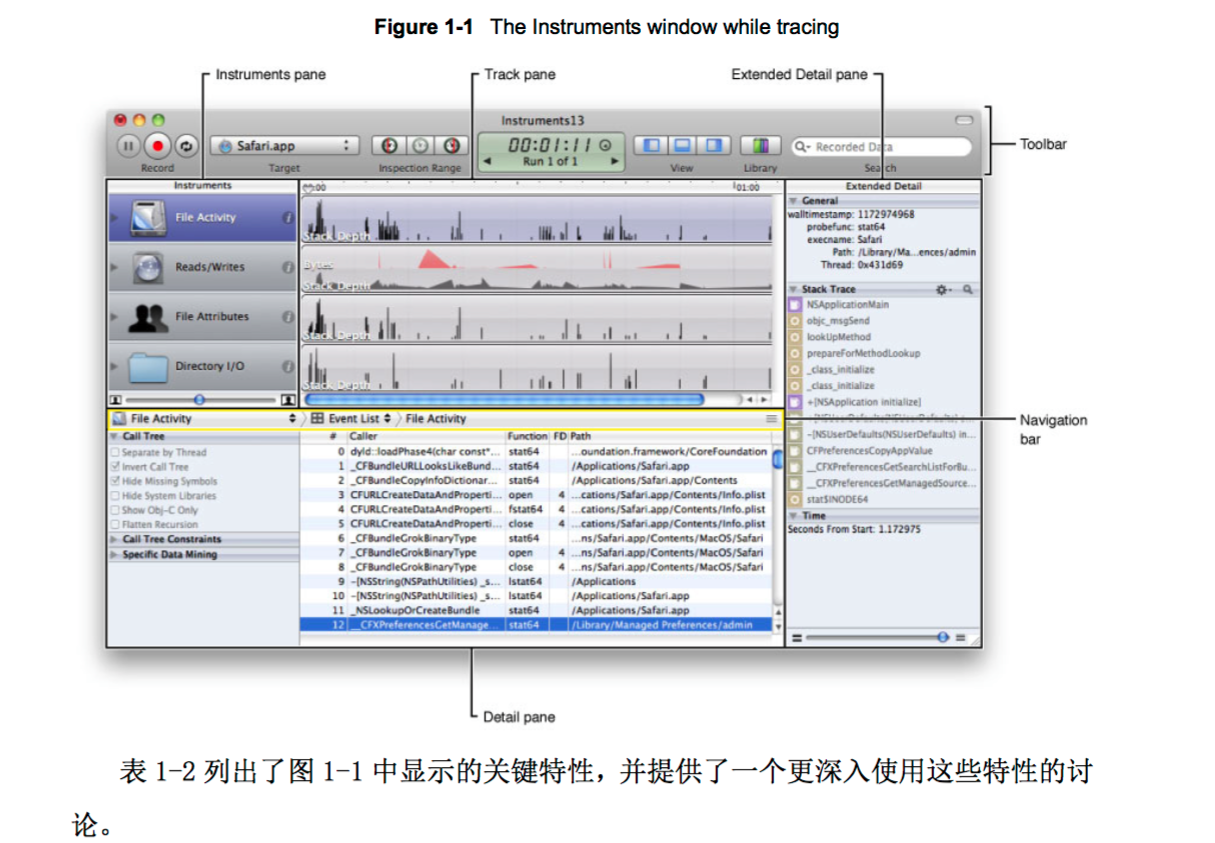 Figure 1-1 The Instruments window while tracing
Instruments pane
Track pane
Extended Detail pane
Toolbar
Instruments13
00:01:11
Run 1 of 1
Safari.app
Recorded Data
Record
Target
Inspection Range
View
Library
Search
Instruments
00:00
01:00
Extended Detail
File Activity
Stack Depth
Reads/Writes
Bytes
Stack Depth
File Attributes
Stack Depth
Directory I/O
Stack Depth
General
walltimestamp: 1172974968
probefunc: stat64
execname: Safari
Path: /Library/Ma...ences/admin
Thread: 0x431d69
Stack Trace
NSApplicationMain
objc_msgSend
lookUpMethod
prepareForMethodLookup
_class_initialize
_class_initialize
+[NSApplication initialize]
-[NSUserDefaults(NSUserDefaults) in...
CFPreferencesCopyAppValue
__CFXPreferencesGetSearchListForBu...
__CFXPreferencesGetManagedSource...
stat$INODE64
Time
Seconds From Start: 1.172975
Navigation
bar
File Activity
Event List
File Activity
Call Tree
Separate by Thread
Invert Call Tree
Hide Missing Symbols
Hide System Libraries
Show Obj-C Only
Flatten Recursion
Call Tree Constraints
Specific Data Mining
# Caller Function FD Path
0 dyld::loadPhase4(char const*... stat64 ...oundation.framework/CoreFoundation
1 _CFBundleURLLooksLikeBund... stat64 /Applications/Safari.app
2 _CFBundleCopyInfoDictionar... stat64 /Applications/Safari.app/Contents
3 CFURLCreateDataAndProperti... open 4 ...cations/Safari.app/Contents/Info.plist
4 CFURLCreateDataAndProperti... fstat64 4 ...cations/Safari.app/Contents/Info.plist
5 CFURLCreateDataAndProperti... close 4 ...cations/Safari.app/Contents/Info.plist
6 _CFBundleGrokBinaryType stat64 ...ns/Safari.app/Contents/MacOS/Safari
7 _CFBundleGrokBinaryType open 4 ...ns/Safari.app/Contents/MacOS/Safari
8 _CFBundleGrokBinaryType close 4 ...ns/Safari.app/Contents/MacOS/Safari
9 -[NSString(NSPathUtilities) _s... lstat64 /Applications
10 -[NSString(NSPathUtilities) _s... lstat64 /Applications/Safari.app
11 _NSLookupOrCreateBundle stat64 /Applications/Safari.app
12 __CFXPreferencesGetManage... stat64 /Library/Managed Preferences/admin
Detail pane
表 1-2 列出了图 1-1 中显示的关键特性，并提供了一个更深入使用这些特性的讨
论。